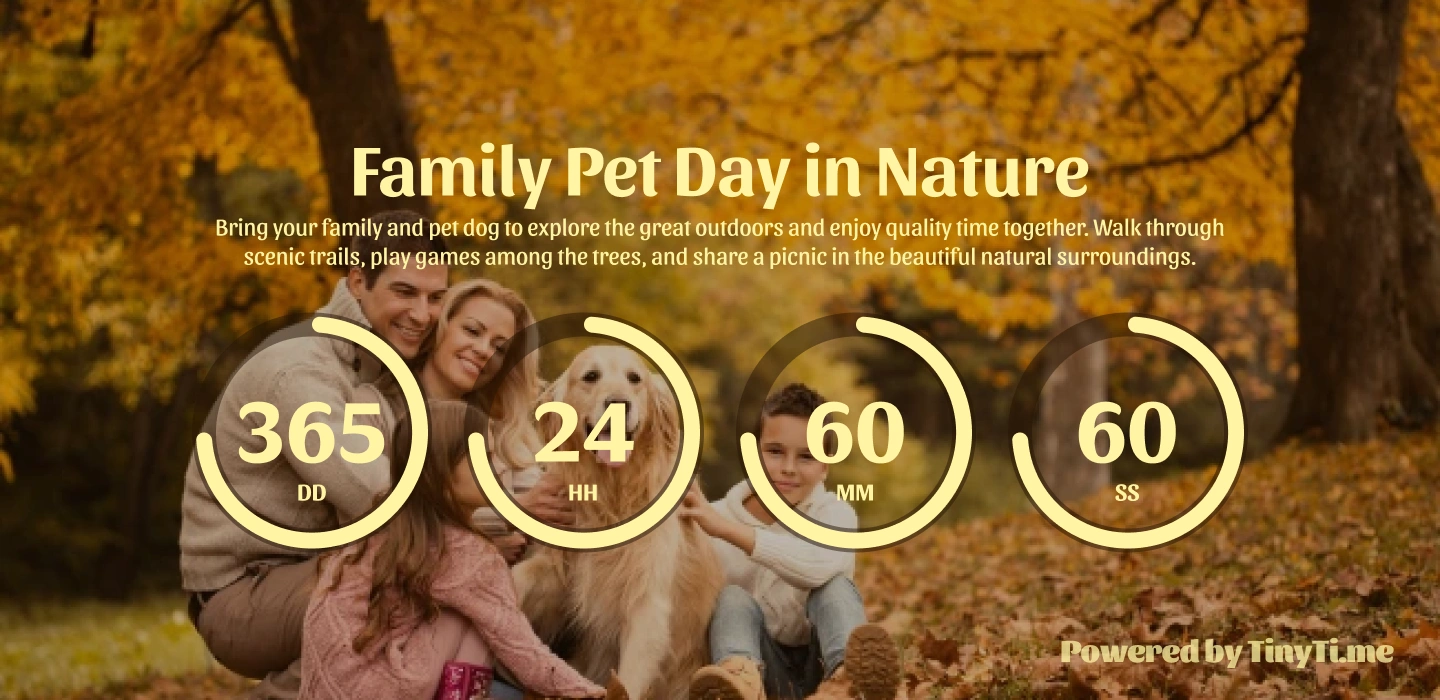 Family Pet Day in Nature
Bring your family and pet dog to explore the great outdoors and enjoy quality time together. Walk through
scenic trails, play games among the trees, and share a picnic in the beautiful natural surroundings.
365 24 60 60
DD HH MM SS
Powered by TinyTi.me